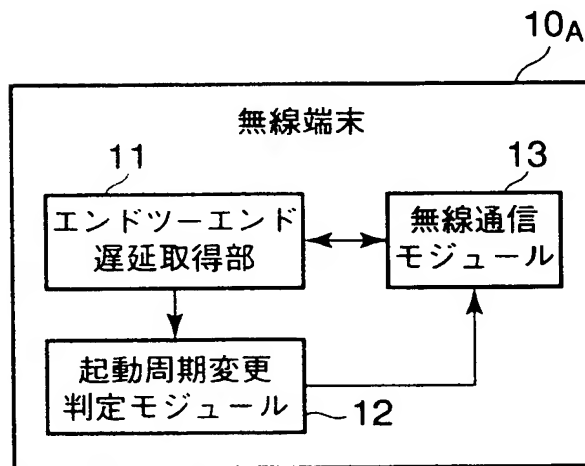 10A
無線端末
11
エンドツーエンド
遅延取得部
13
無線通信
モジュール
起動周期変更
判定モジュール
12